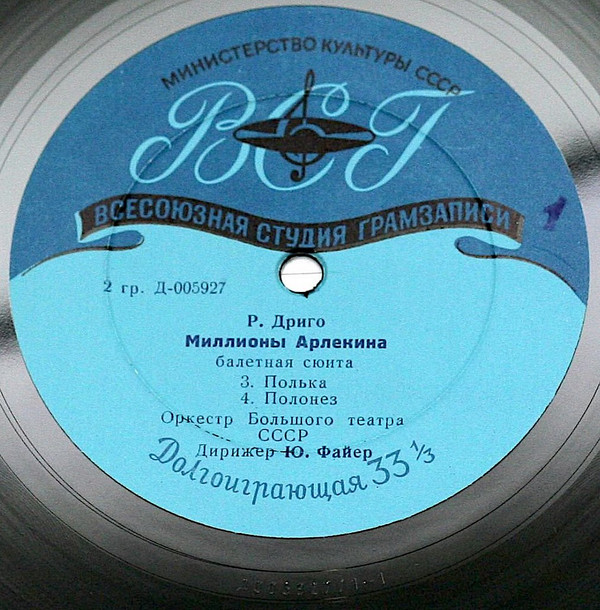 МИНИСТЕРСТВО КУЛЬТУРЫ СССР
ВСГ
ВСЕСОЮЗНАЯ СТУДИЯ ГРАМЗАПИСИ
1
2 гр. Д-005927
Р. Дриго
Миллионы Арлекина
балетная сюита
3. Полька
4. Полонез
Оркестр Большого театра
СССР
Дирижер Ю. Файер
Долгоиграющая 33 1/3